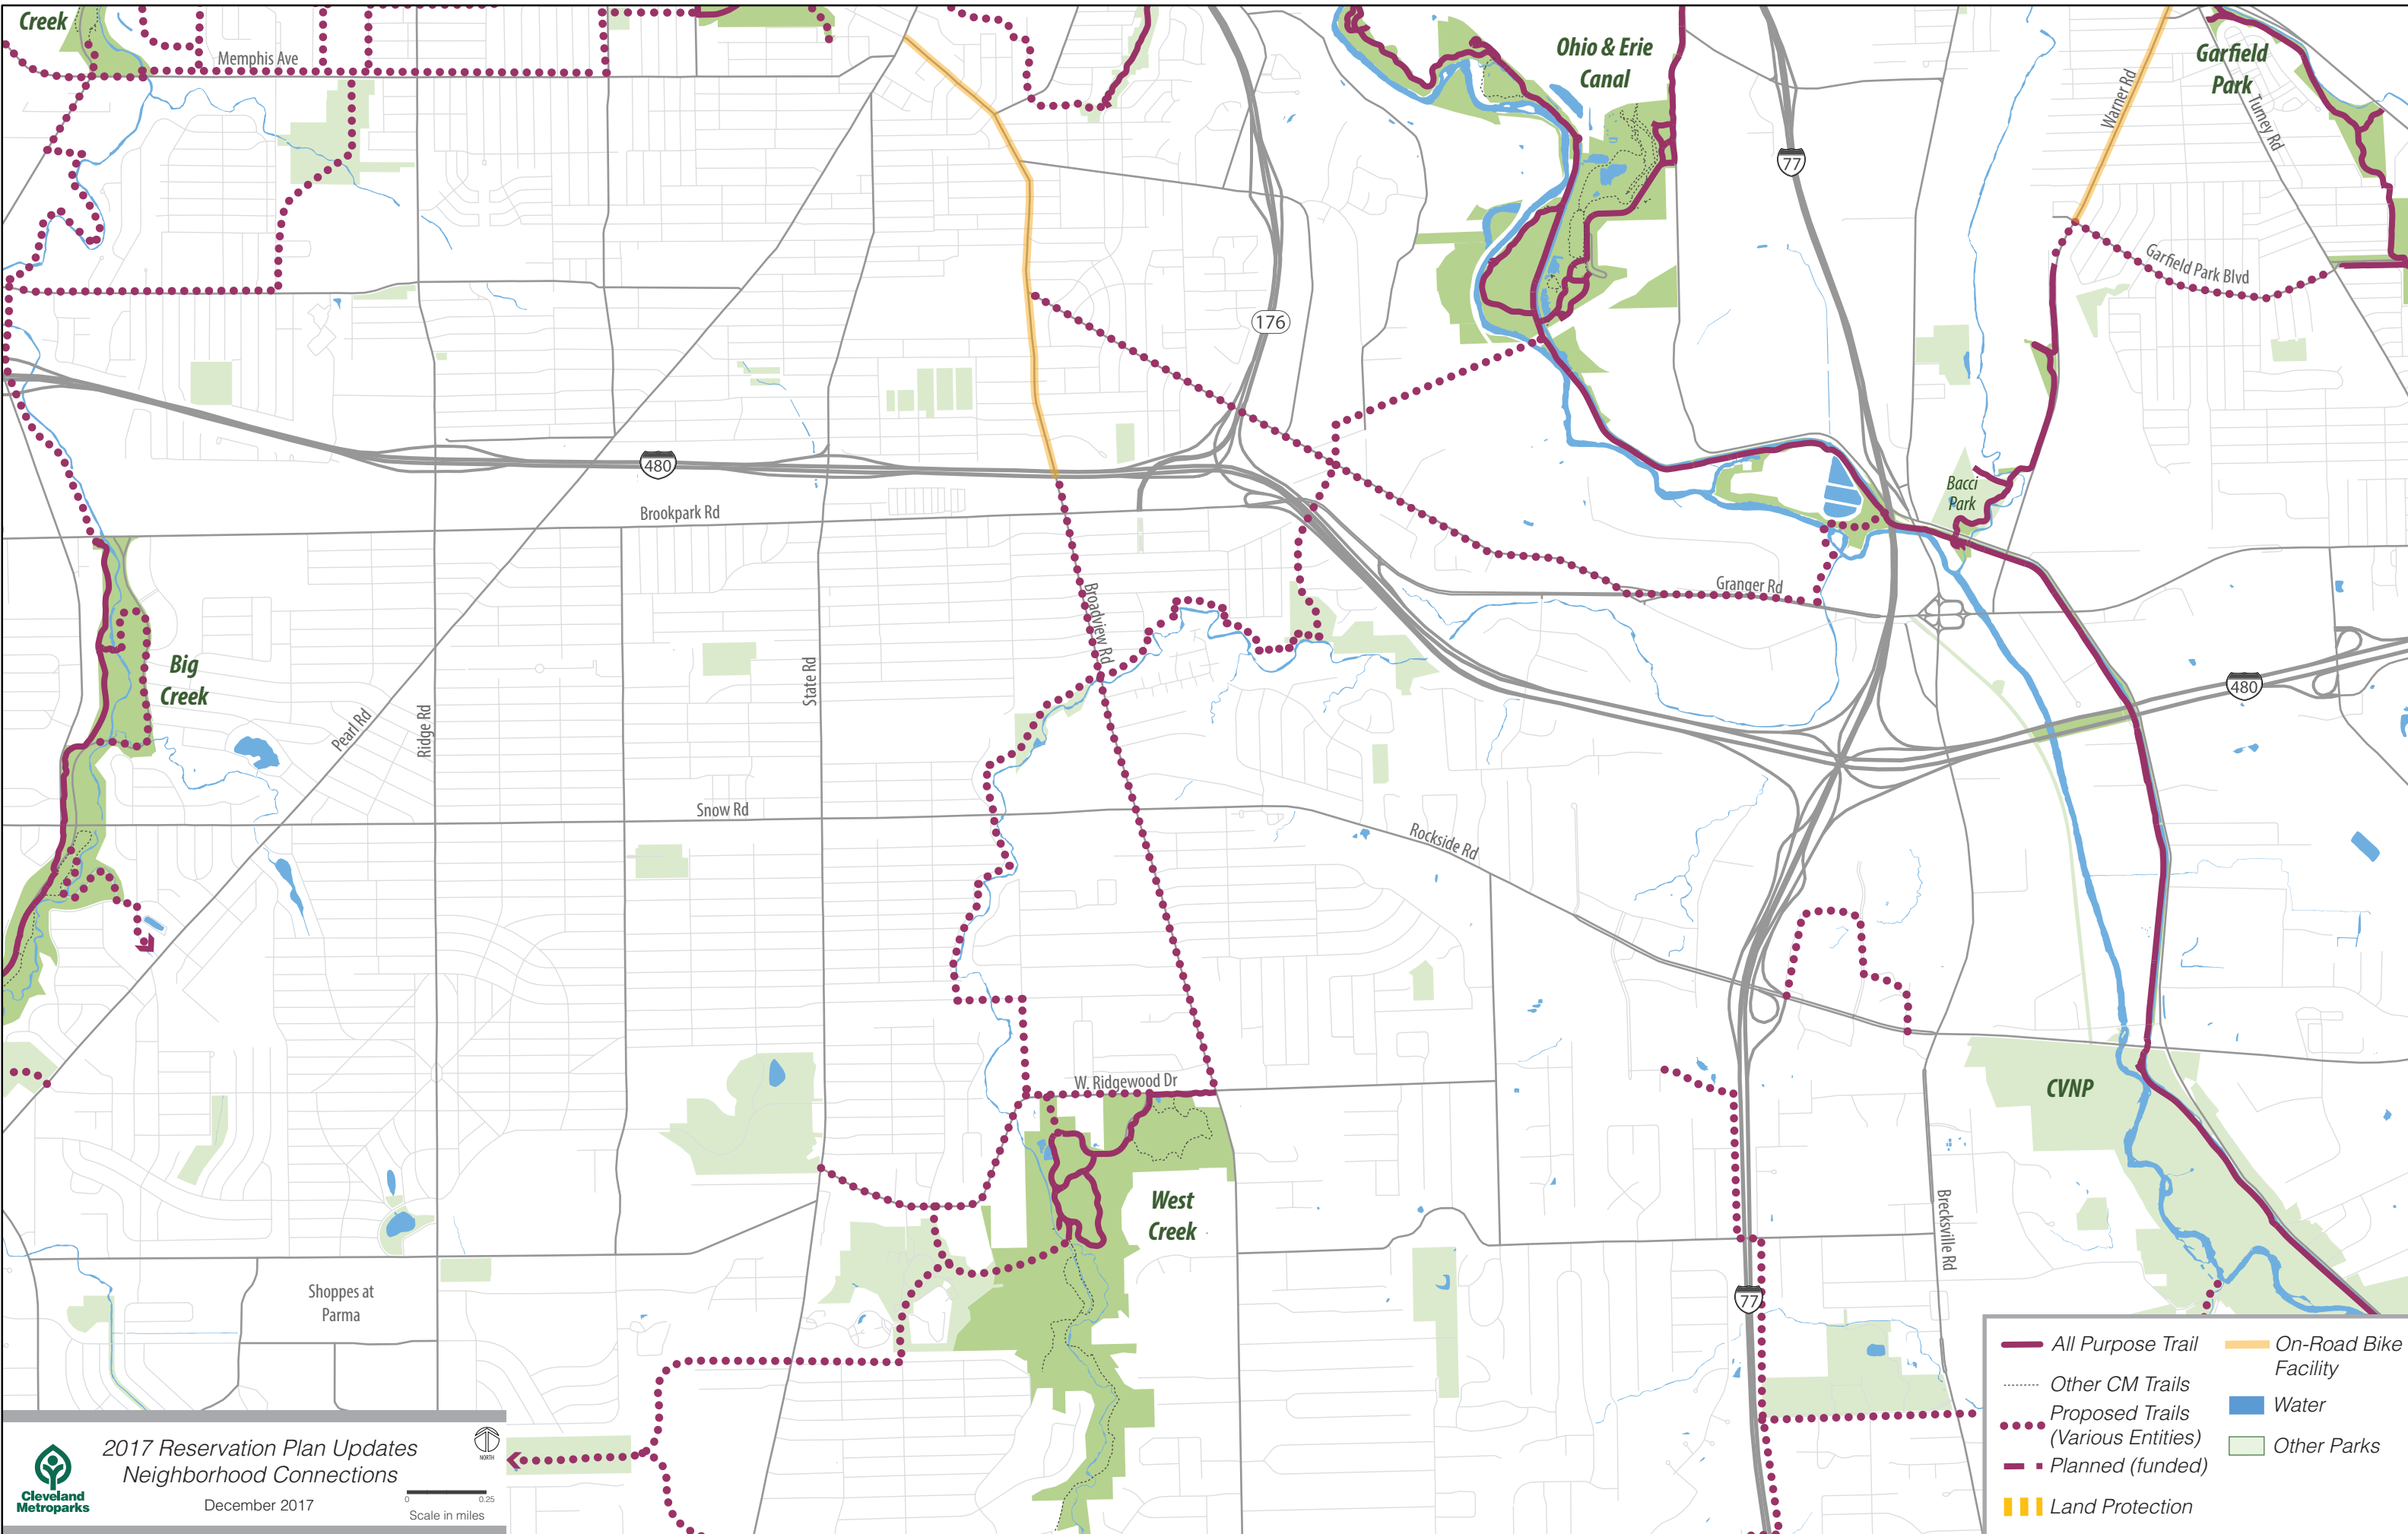 Creek
Memphis Ave
Ohio & Erie
Canal
Garfield
Park
Warner Rd
Turney Rd
77
Garfield Park Blvd
176
480
Brookpark Rd
Bacci
Park
Granger Rd
Broadview Rd
Big
Creek
State Rd
Pearl Rd
Ridge Rd
480
Snow Rd
Rockside Rd
W. Ridgewood Dr
CVNP
West
Creek
Brecksville Rd
Shoppes at
Parma
77
2017 Reservation Plan Updates
Neighborhood Connections
December 2017
NORTH
0 0.25
Scale in miles
Cleveland
Metroparks
All Purpose Trail
Other CM Trails
Proposed Trails
(Various Entities)
Planned (funded)
Land Protection
On-Road Bike
Facility
Water
Other Parks